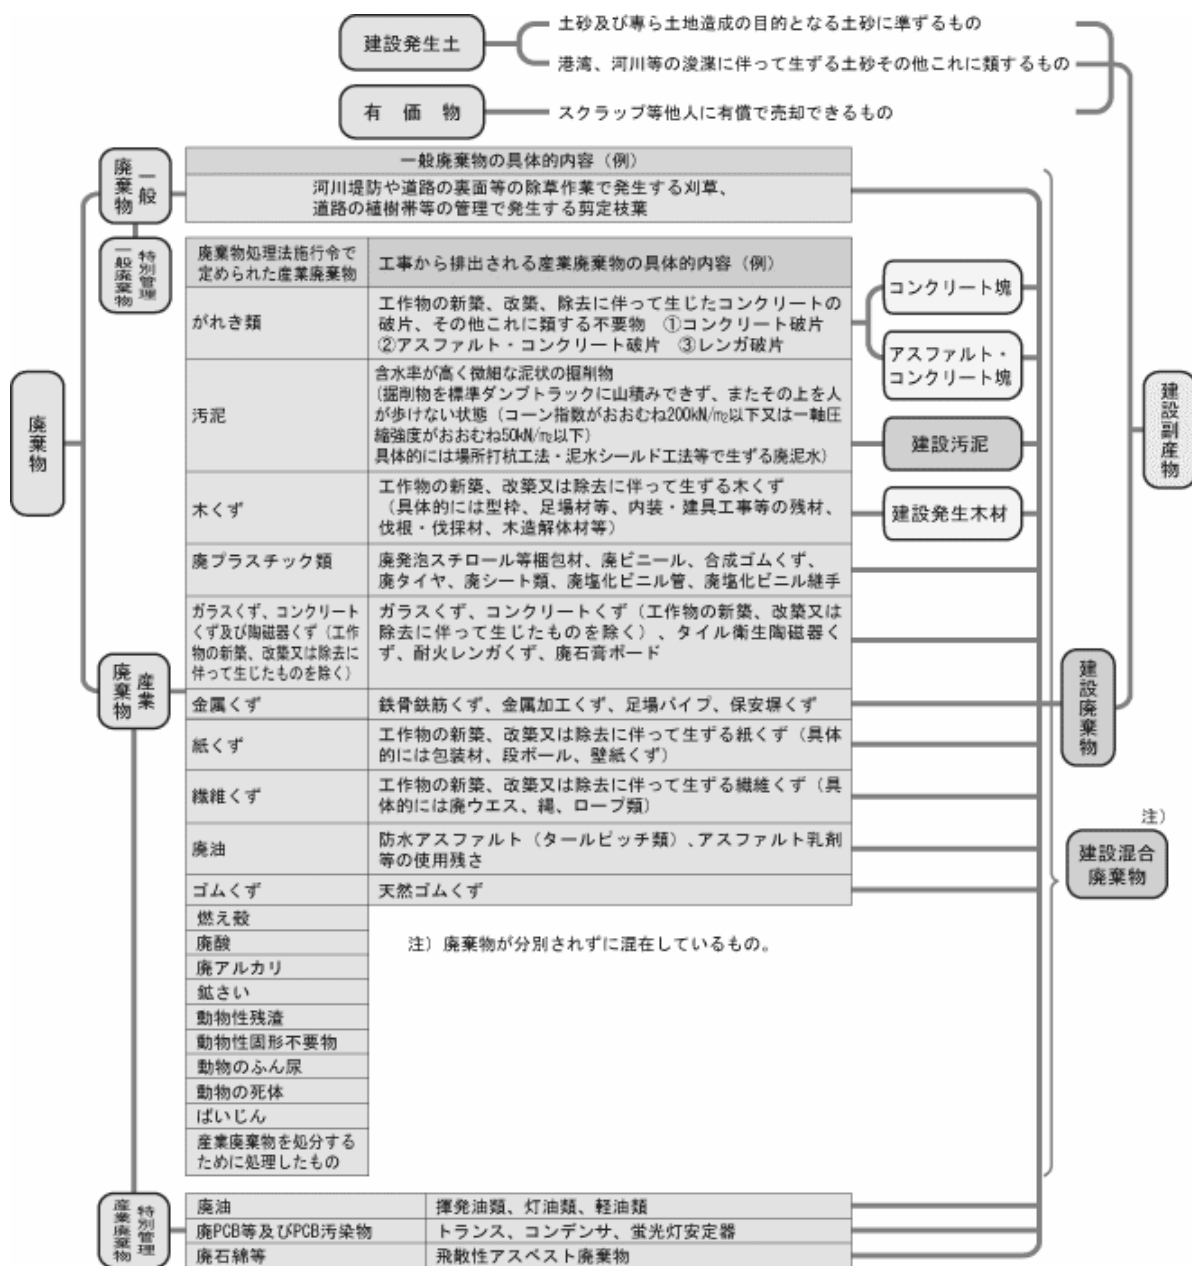 建設発生土
土砂及び専ら土地造成の目的となる土砂に準ずるもの
港湾、河川等の浚渫に伴って生ずる土砂その他これに類するもの
有価物
スクラップ等他人に有償で売却できるもの
一般
廃棄物
一般廃棄物の具体的内容（例）
河川堤防や道路の裏面等の除草作業で発生する刈草、
道路の植樹帯等の管理で発生する剪定枝葉
特別管理
一般廃棄物
廃棄物処理法施行令で
定められた産業廃棄物
工事から排出される産業廃棄物の具体的内容（例）
がれき類
工作物の新築、改築、除去に伴って生じたコンクリートの
破片、その他これに類する不要物　①コンクリート破片
②アスファルト・コンクリート破片　③レンガ破片
コンクリート塊
アスファルト・
コンクリート塊
汚泥
含水率が高く微細な泥状の掘削物
(掘削物を標準ダンプトラックに山積みできず、またその上を人
が歩けない状態（コーン指数がおおむね200kN/㎡以下又は一軸圧
縮強度がおおむね50kN/㎡以下）
具体的には場所打杭工法・泥水シールド工法等で生ずる廃泥水）
建設汚泥
廃棄物
建設副産物
木くず
工作物の新築、改築又は除去に伴って生ずる木くず
（具体的には型枠、足場材等、内装・建具工事等の残材、
伐根・伐採材、木造解体材等）
建設発生木材
廃プラスチック類
廃発泡スチロール等梱包材、廃ビニール、合成ゴムくず、
廃タイヤ、廃シート類、廃塩化ビニル管、廃塩化ビニル継手
ガラスくず、コンクリート
くず及び陶磁器くず（工作
物の新築、改築又は除去に
伴って生じたものを除く）
ガラスくず、コンクリートくず（工作物の新築、改築又は
除去に伴って生じたものを除く）、タイル衛生陶磁器く
ず、耐火レンガくず、廃石膏ボード
産業
廃棄物
金属くず
鉄骨鉄筋くず、金属加工くず、足場パイプ、保安塀くず
建設廃棄物
紙くず
工作物の新築、改築又は除去に伴って生ずる紙くず（具体
的には包装材、段ボール、壁紙くず）
繊維くず
工作物の新築、改築又は除去に伴って生ずる繊維くず（具
体的には廃ウエス、縄、ロープ類）
廃油
防水アスファルト（タールピッチ類）、アスファルト乳剤
等の使用残さ
注）
建設混合
廃棄物
ゴムくず
天然ゴムくず
燃え殻
廃酸
廃アルカリ
鉱さい
動物性残渣
動物性固形不要物
動物のふん尿
動物の死体
ばいじん
産業廃棄物を処分する
ために処理したもの
注）廃棄物が分別されずに混在しているもの。
特別管理
産業廃棄物
廃油
揮発油類、灯油類、軽油類
廃PCB等及びPCB汚染物
トランス、コンデンサ、蛍光灯安定器
廃石綿等
飛散性アスベスト廃棄物